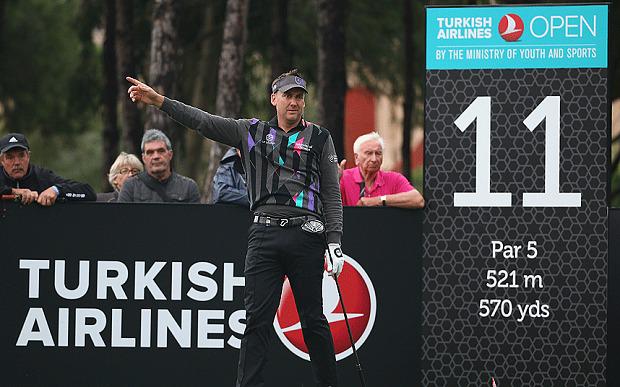 TURKISH
AIRLINES
OPEN
BY THE MINISTRY OF YOUTH AND SPORTS
11
Par 5
521 m
570 yds
TURKISH
AIRLINES